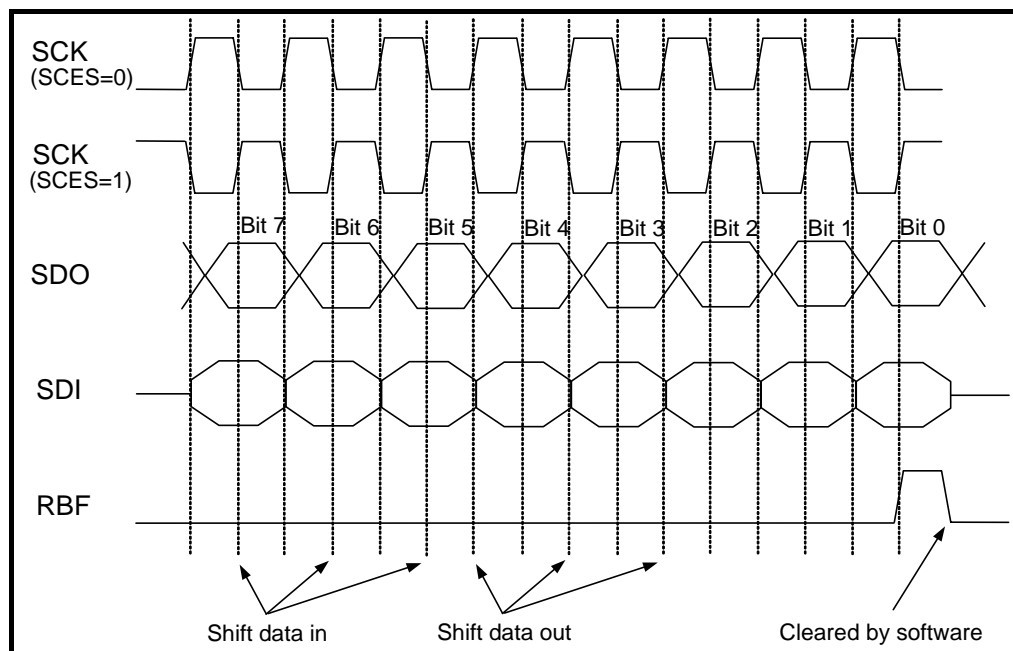 SCK
(SCES=0)
SCK
(SCES=1)
Bit 7 Bit 6 Bit 5 Bit 4 Bit 3 Bit 2 Bit 1 Bit 0
SDO
SDI
RBF
Shift data in Shift data out Cleared by software